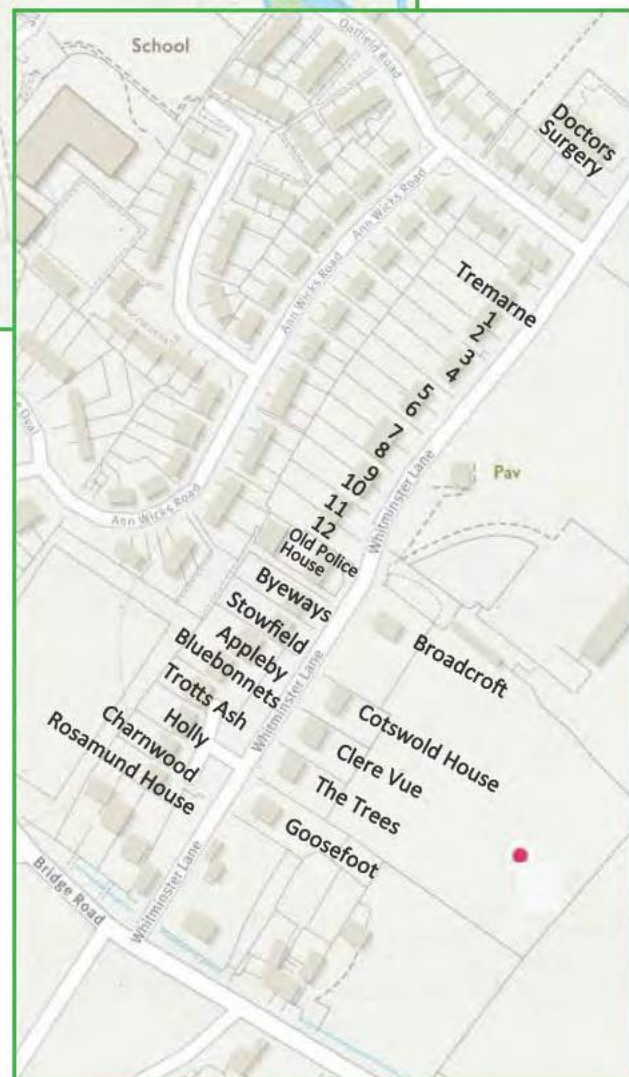 School
Oatfield Road
Doctors
Surgery
Ann Wicks Road
Ann Wicks Road
Tremarne
1
2
3
4
5
6
7
8
9
10
11
12
Pav
Whitminster Lane
Oval
Ann Wicks Road
Old Police
House
Byeways
Stowfield
Appleby
Bluebonnets
Trotts Ash
Holly
Charnwood
Rosamund House
Whitminster Lane
Broadcroft
Cotswold House
Clere Vue
The Trees
Goosefoot
Whitminster Lane
Bridge Road